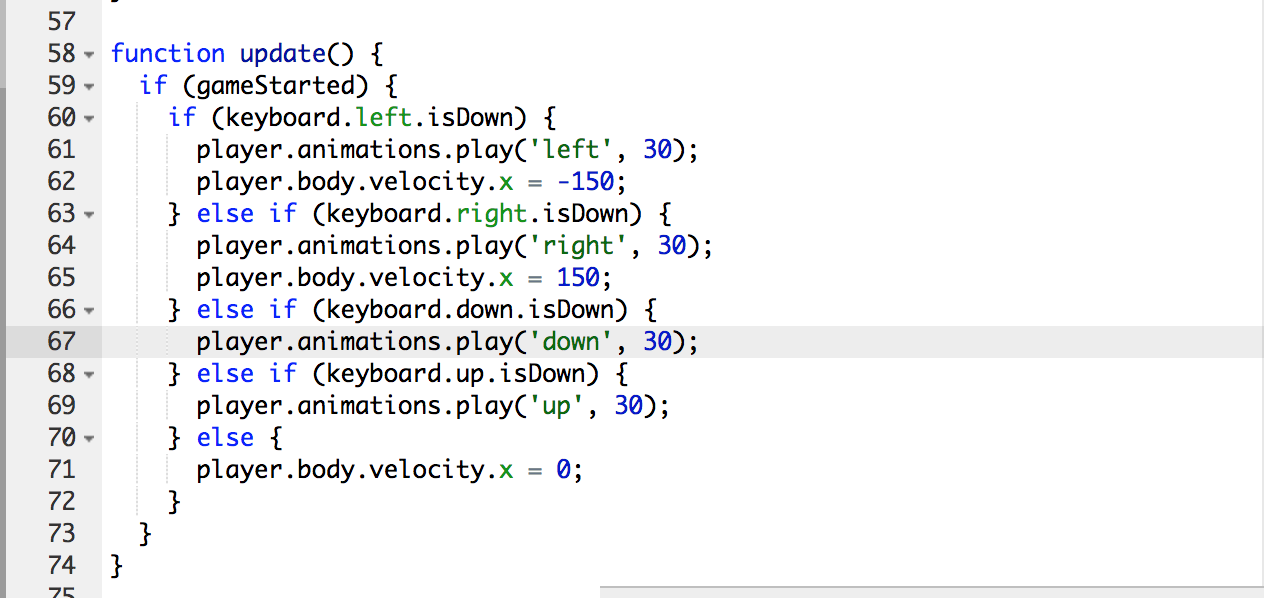 57
58 function update() {
59 if (gameStarted) {
60 if (keyboard.left.isDown) {
61 player.animations.play('left', 30);
62 player.body.velocity.x = -150;
63 } else if (keyboard.right.isDown) {
64 player.animations.play('right', 30);
65 player.body.velocity.x = 150;
66 } else if (keyboard.down.isDown) {
67 player.animations.play('down', 30);
68 } else if (keyboard.up.isDown) {
69 player.animations.play('up', 30);
70 } else {
71 player.body.velocity.x = 0;
72 }
73 }
74 }
75